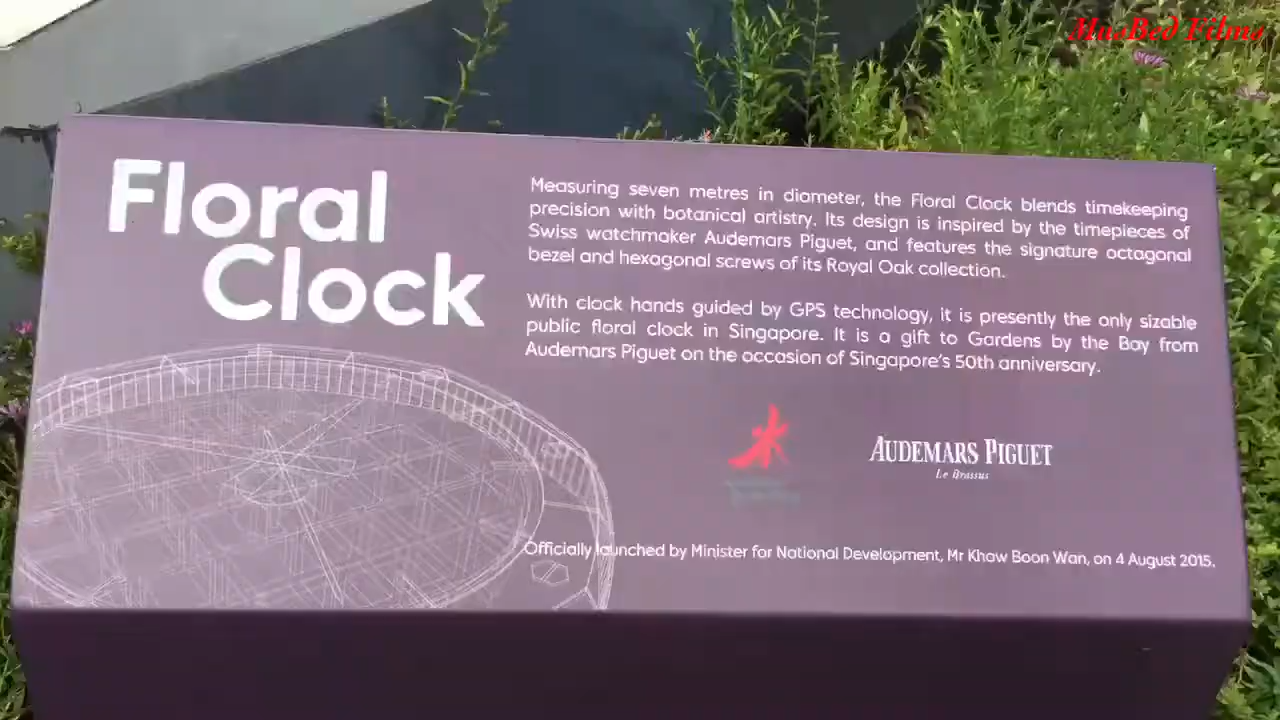 MusBed Films
Floral
Clock
Measuring seven metres in diameter, the Floral Clock blends timekeeping
precision with botanical artistry. Its design is inspired by the timepieces of
Swiss watchmaker Audemars Piguet, and features the signature octagonal
bezel and hexagonal screws of its Royal Oak collection.
With clock hands guided by GPS technology, it is presently the only sizable
public floral clock in Singapore. It is a gift to Gardens by the Bay from
Audemars Piguet on the occasion of Singapore's 50th anniversary.
AUDEMARS PIGUET
Le Brassus
Officially launched by Minister for National Development, Mr Khaw Boon Wan, on 4 August 2015.